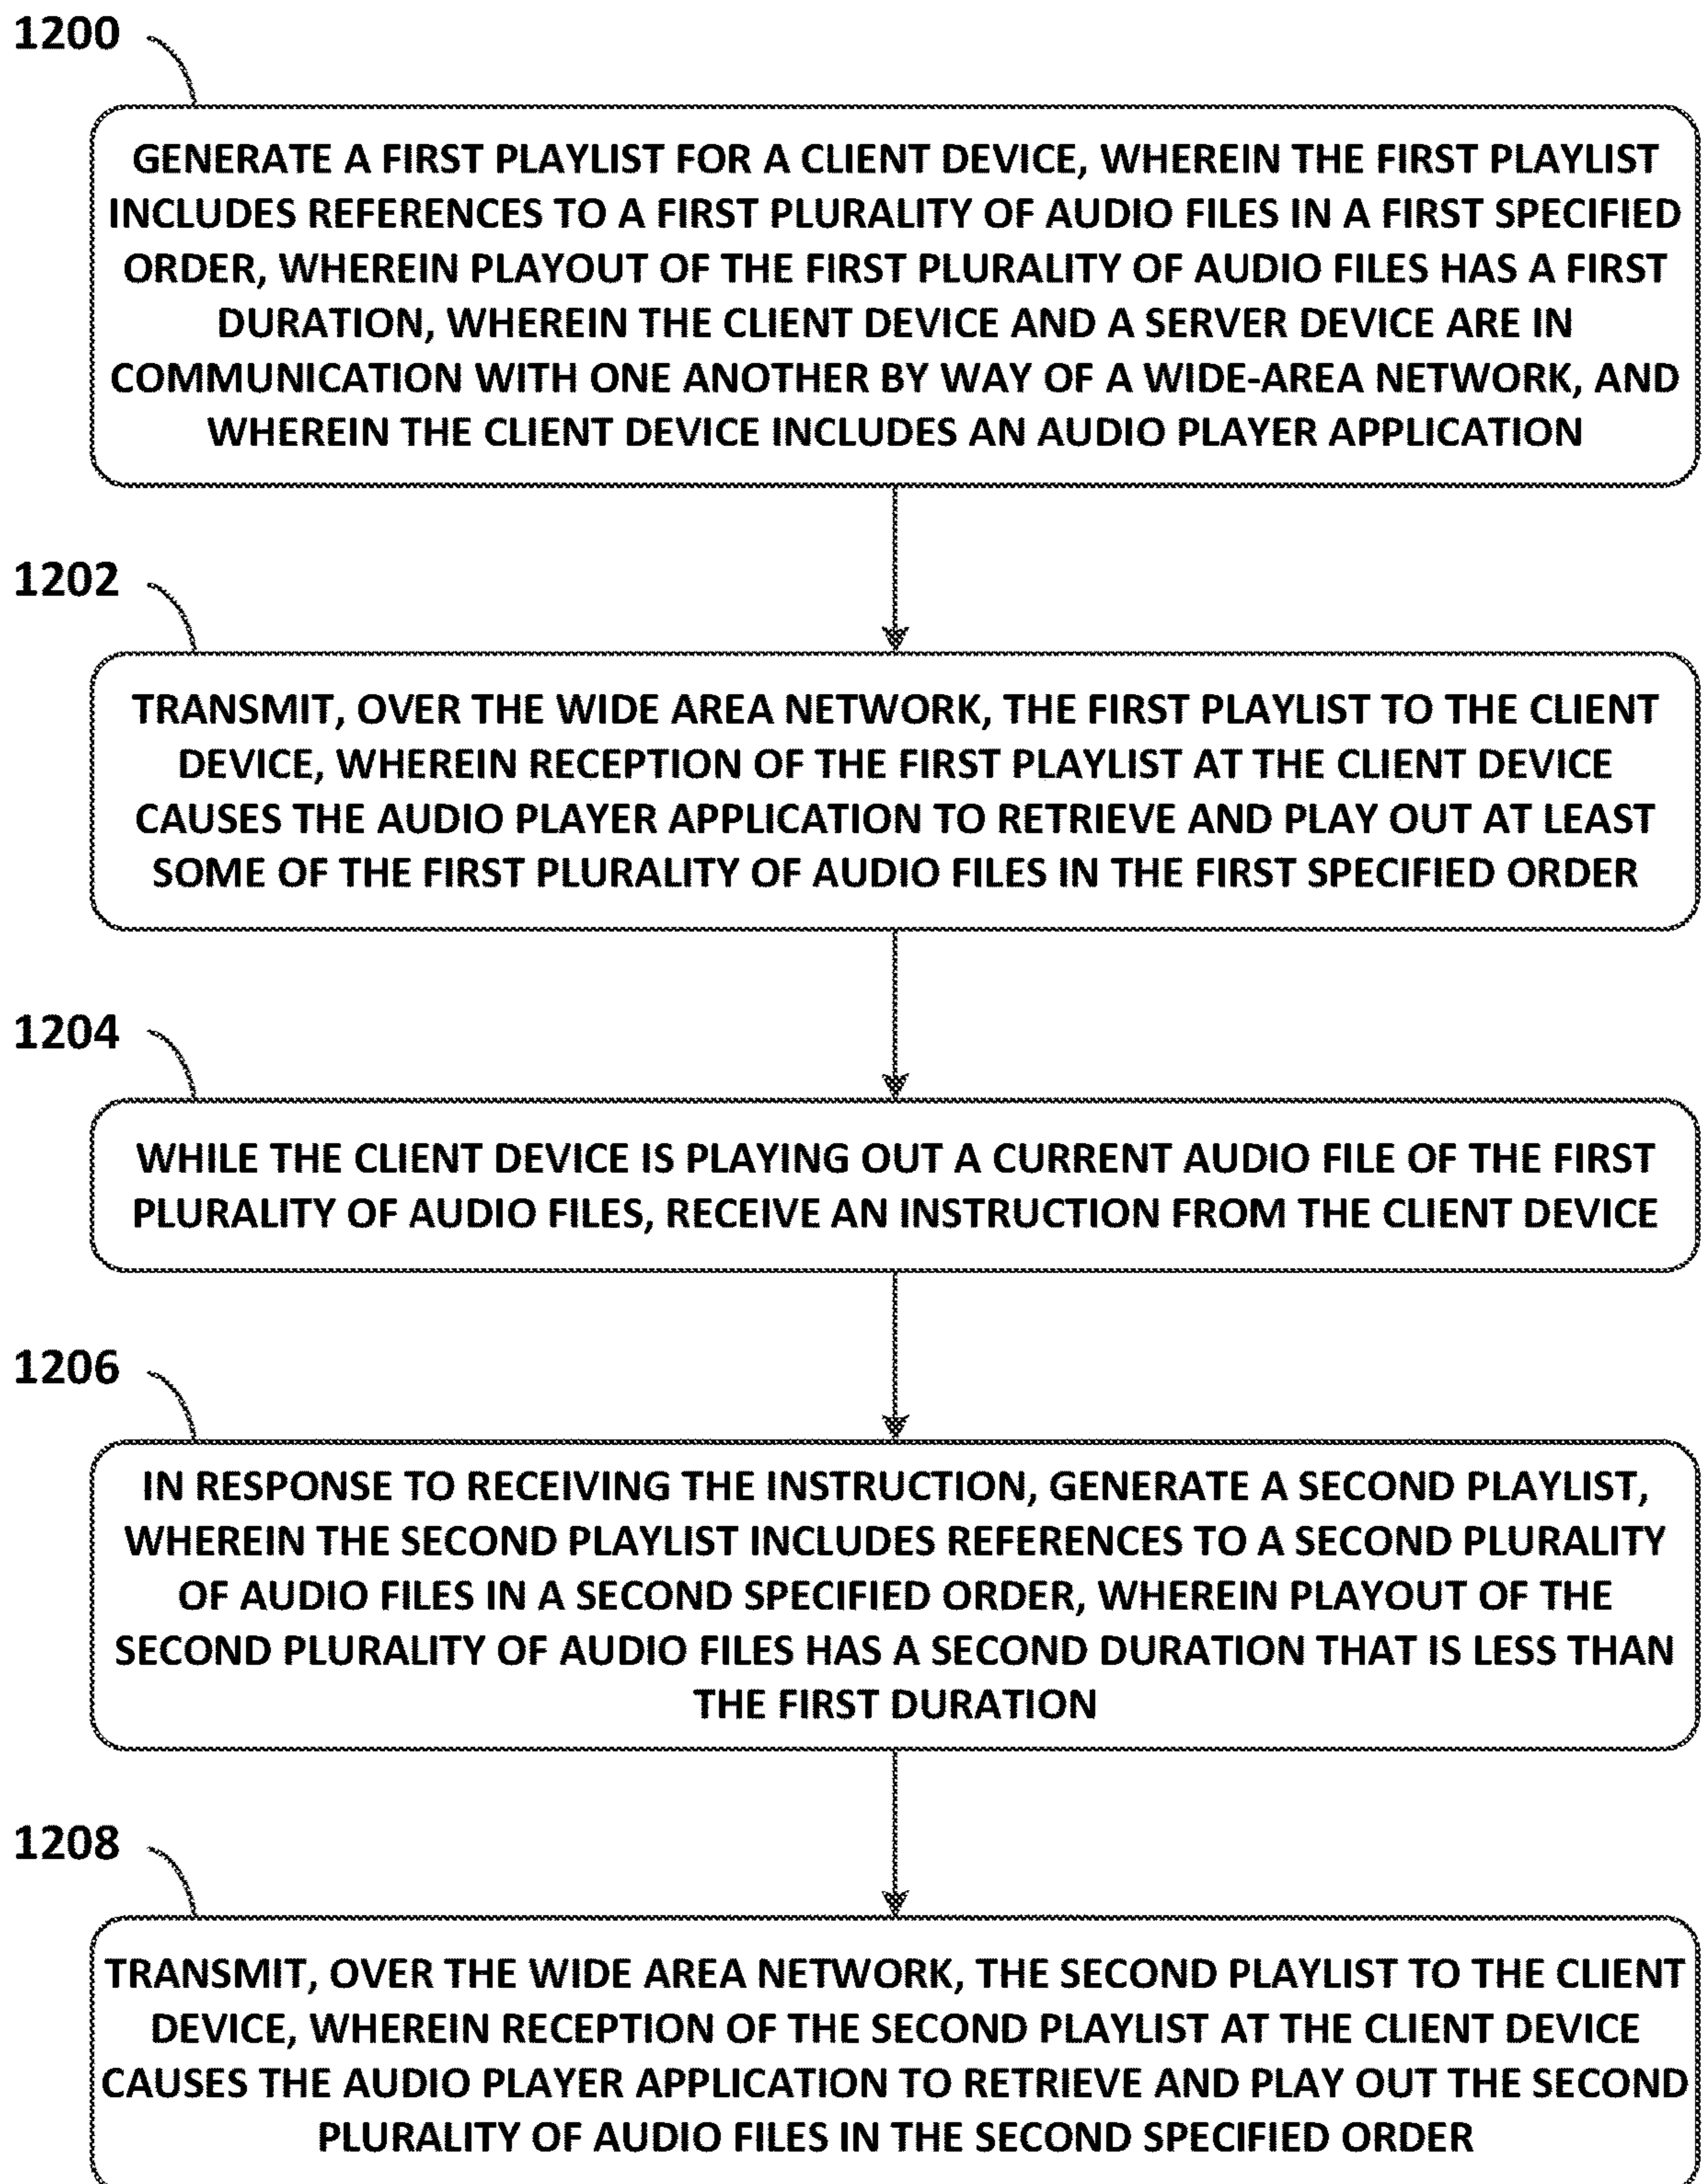 1200
GENERATE A FIRST PLAYLIST FOR A CLIENT DEVICE, WHEREIN THE FIRST PLAYLIST
INCLUDES REFERENCES TO A FIRST PLURALITY OF AUDIO FILES IN A FIRST SPECIFIED
ORDER, WHEREIN PLAYOUT OF THE FIRST PLURALITY OF AUDIO FILES HAS A FIRST
DURATION, WHEREIN THE CLIENT DEVICE AND A SERVER DEVICE ARE IN
COMMUNICATION WITH ONE ANOTHER BY WAY OF A WIDE-AREA NETWORK, AND
WHEREIN THE CLIENT DEVICE INCLUDES AN AUDIO PLAYER APPLICATION
1202
TRANSMIT, OVER THE WIDE AREA NETWORK, THE FIRST PLAYLIST TO THE CLIENT
DEVICE, WHEREIN RECEPTION OF THE FIRST PLAYLIST AT THE CLIENT DEVICE
CAUSES THE AUDIO PLAYER APPLICATION TO RETRIEVE AND PLAY OUT AT LEAST
SOME OF THE FIRST PLURALITY OF AUDIO FILES IN THE FIRST SPECIFIED ORDER
1204
WHILE THE CLIENT DEVICE IS PLAYING OUT A CURRENT AUDIO FILE OF THE FIRST
PLURALITY OF AUDIO FILES, RECEIVE AN INSTRUCTION FROM THE CLIENT DEVICE
1206
IN RESPONSE TO RECEIVING THE INSTRUCTION, GENERATE A SECOND PLAYLIST,
WHEREIN THE SECOND PLAYLIST INCLUDES REFERENCES TO A SECOND PLURALITY
OF AUDIO FILES IN A SECOND SPECIFIED ORDER, WHEREIN PLAYOUT OF THE
SECOND PLURALITY OF AUDIO FILES HAS A SECOND DURATION THAT IS LESS THAN
THE FIRST DURATION
1208
TRANSMIT, OVER THE WIDE AREA NETWORK, THE SECOND PLAYLIST TO THE CLIENT
DEVICE, WHEREIN RECEPTION OF THE SECOND PLAYLIST AT THE CLIENT DEVICE
CAUSES THE AUDIO PLAYER APPLICATION TO RETRIEVE AND PLAY OUT THE SECOND
PLURALITY OF AUDIO FILES IN THE SECOND SPECIFIED ORDER